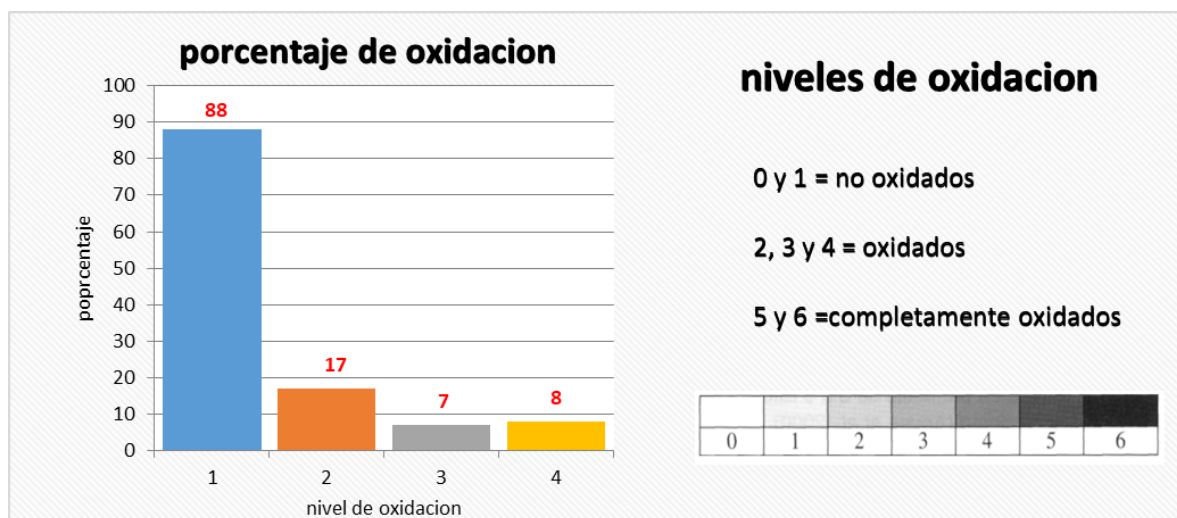 porcentaje de oxidacion
100
90
80
70
60
50
40
30
20
10
0
poprcentaje
88
17
7
8
1 2 3 4
nivel de oxidacion
niveles de oxidacion
0 y 1 = no oxidados
2, 3 y 4 = oxidados
5 y 6 =completamente oxidados
0 1 2 3 4 5 6